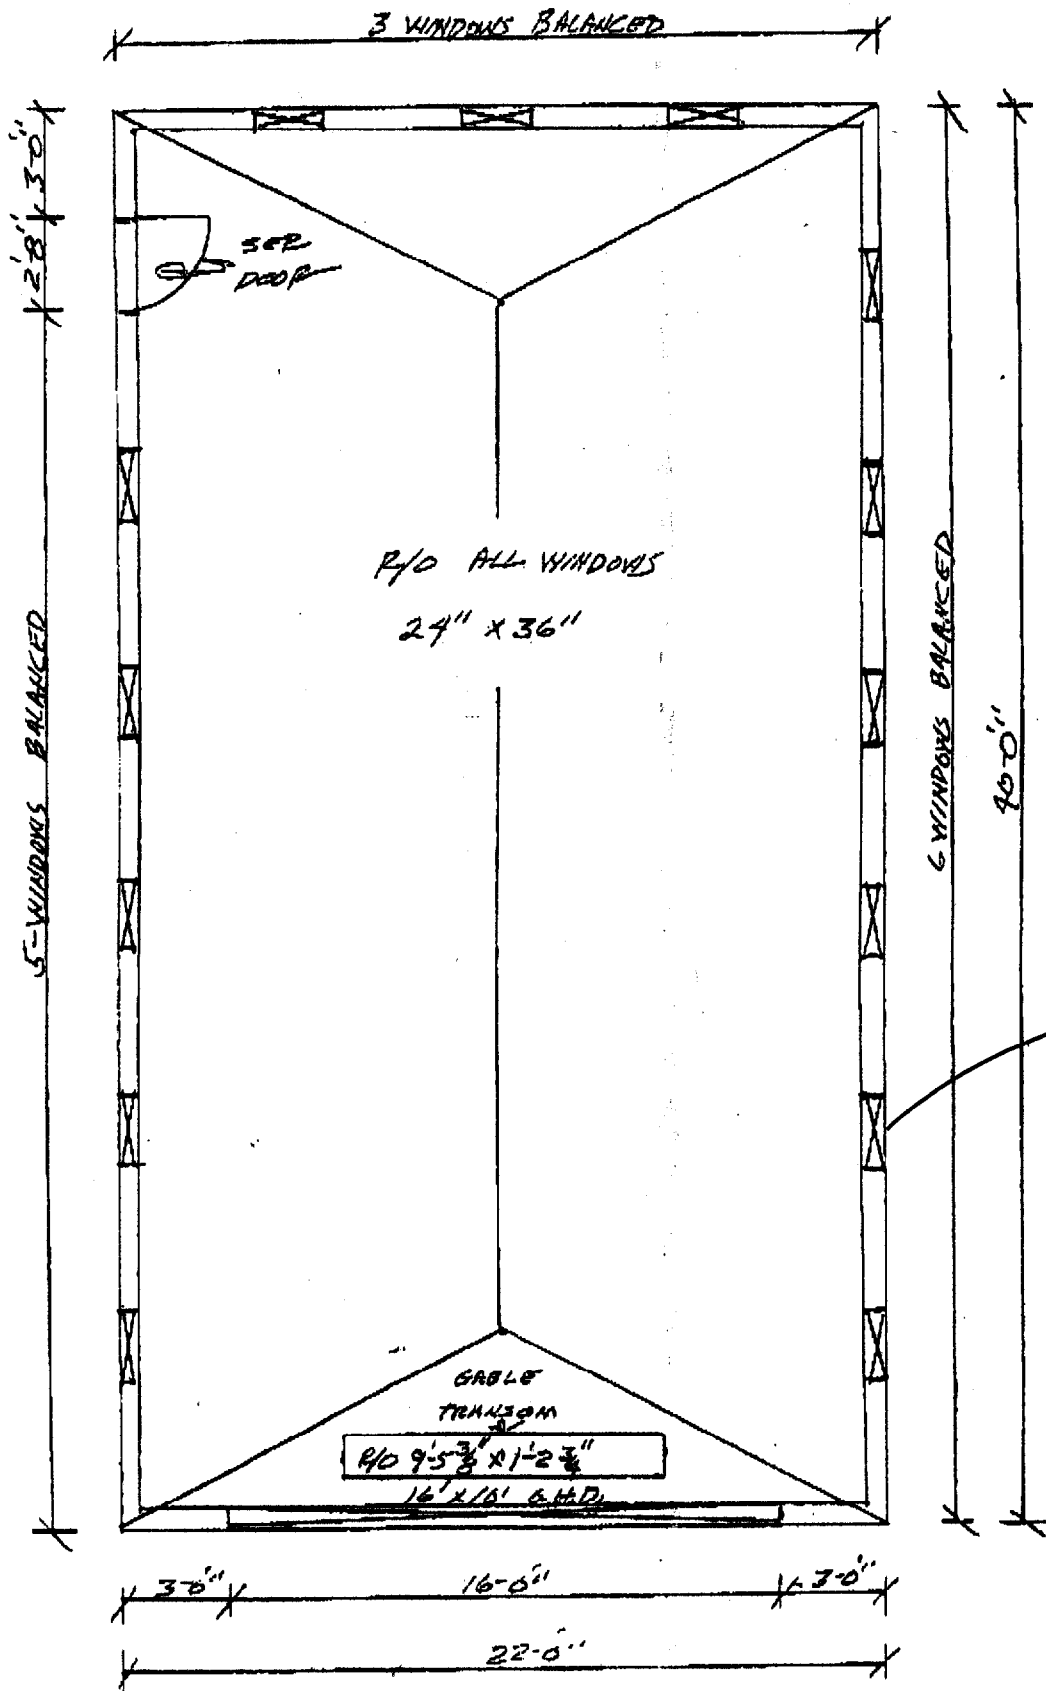 3 WINDOWS BALANCED
3'-0"
2'8"
SER
DOOR
R/O ALL WINDOWS
24" X 36"
5-WINDOWS BALANCED
6 WINDOWS BALANCED
40'-0"
GABLE
TRANSOM
R/O 9'-5 3/8" X 1'-2 3/4"
16' X 10' O.H.D.
3'-0"
16'-0"
3'-0"
22'-0"